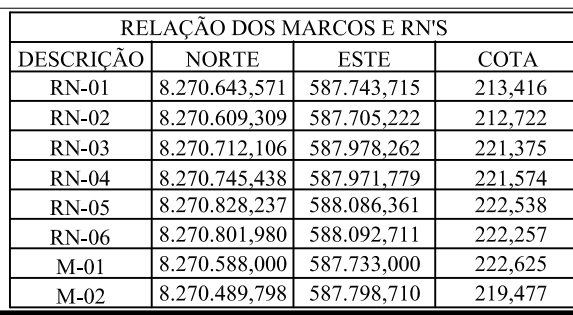 RELAÇÃO DOS MARCOS E RN'S
DESCRIÇÃO NORTE ESTE COTA
RN-01 8.270.643,571 587.743,715 213,416
RN-02 8.270.609,309 587.705,222 212,722
RN-03 8.270.712,106 587.978,262 221,375
RN-04 8.270.745,438 587.971,779 221,574
RN-05 8.270.828,237 588.086,361 222,538
RN-06 8.270.801,980 588.092,711 222,257
M-01 8.270.588,000 587.733,000 222,625
M-02 8.270.489,798 587.798,710 219,477